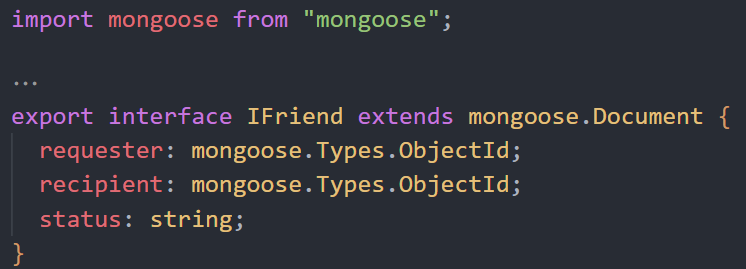 import mongoose from "mongoose";
...
export interface IFriend extends mongoose.Document {
requester: mongoose.Types.ObjectId;
recipient: mongoose.Types.ObjectId;
status: string;
}